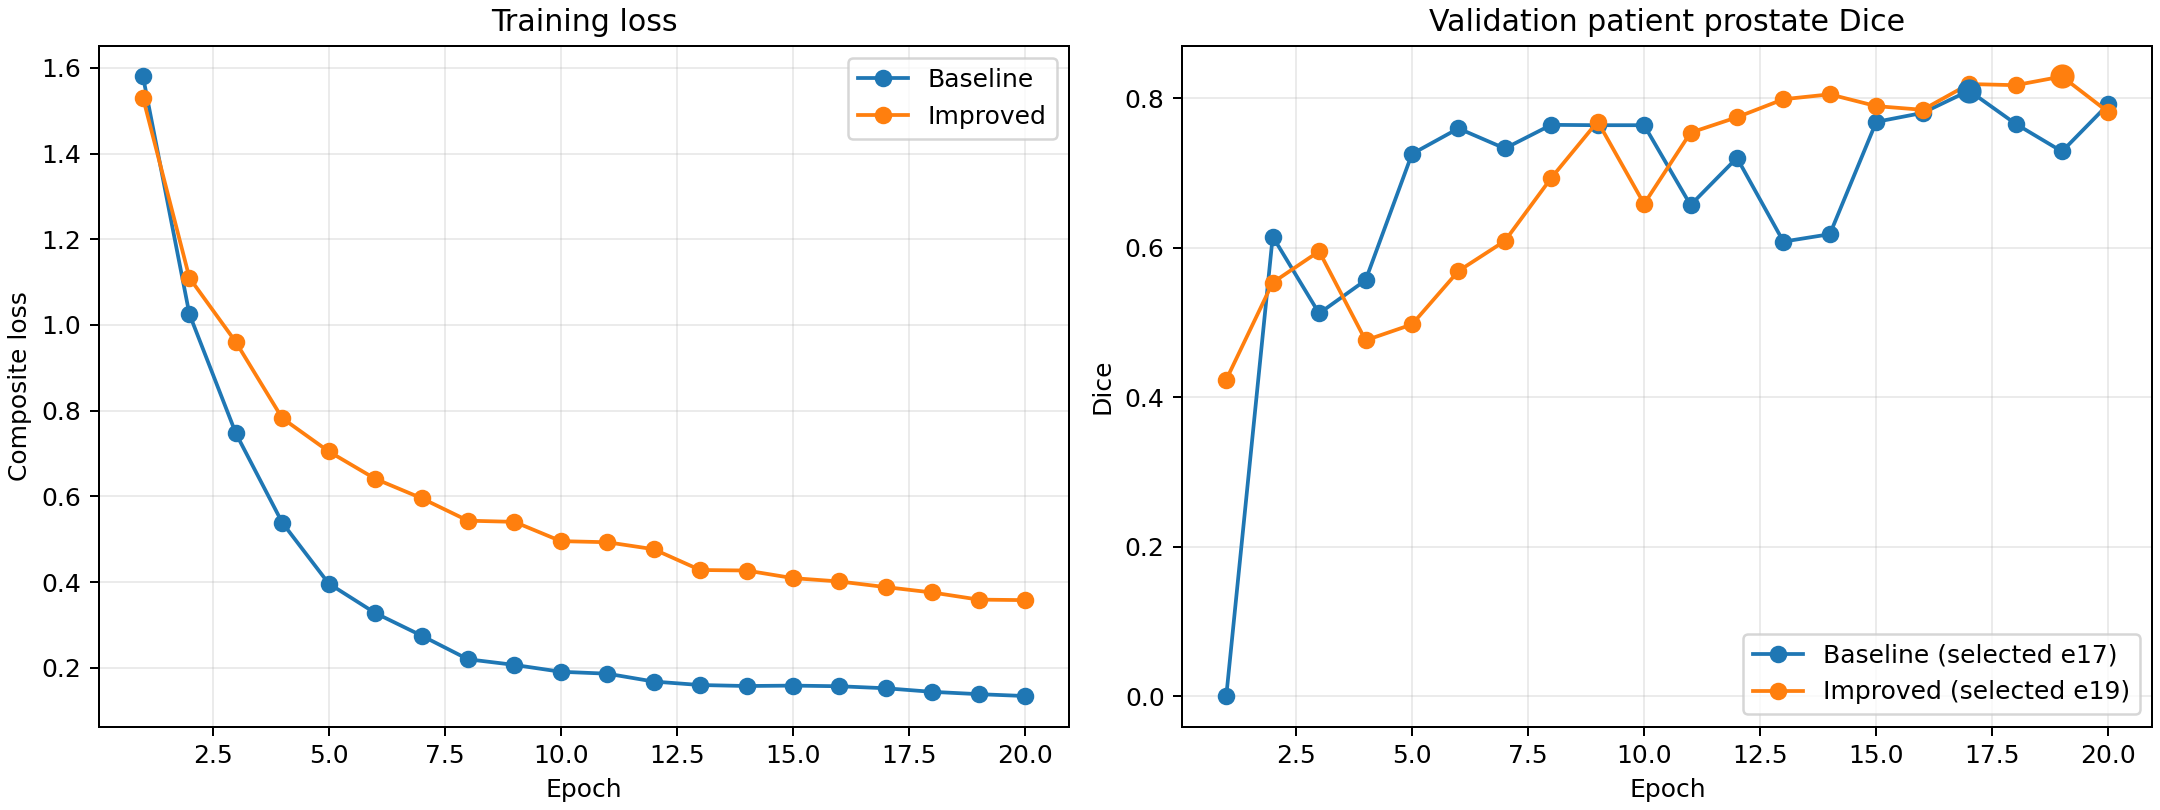 Training loss
Composite loss
1.6
1.4
1.2
1.0
0.8
0.6
0.4
0.2
Baseline
Improved
2.5 5.0 7.5 10.0 12.5 15.0 17.5 20.0
Epoch
Validation patient prostate Dice
Dice
0.8
0.6
0.4
0.2
0.0
Baseline (selected e17)
Improved (selected e19)
2.5 5.0 7.5 10.0 12.5 15.0 17.5 20.0
Epoch